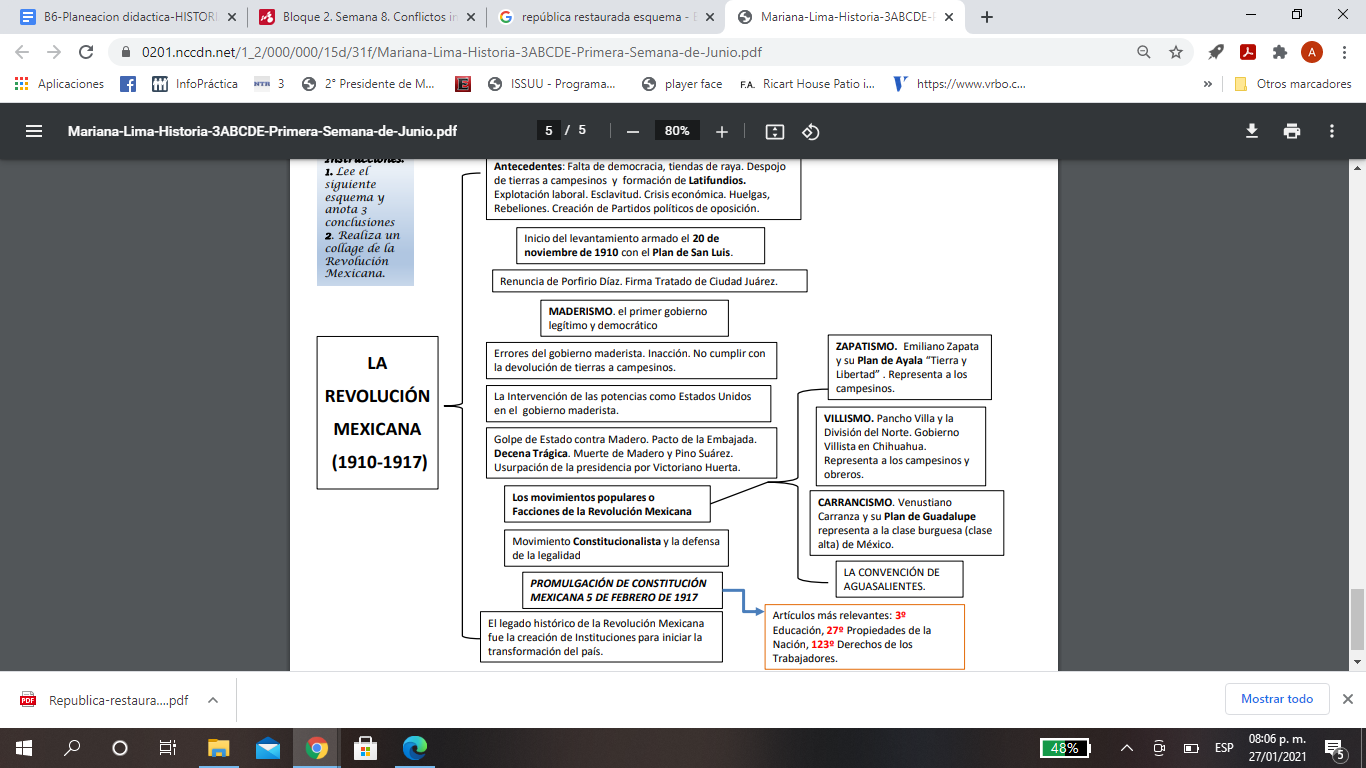 B6-Planeacion didactica-HISTORI
Bloque 2. Semana 8. Conflictos in
república restaurada esquema - B
Mariana-Lima-Historia-3ABCDE-P
0201.nccdn.net/1_2/000/000/15d/31f/Mariana-Lima-Historia-3ABCDE-Primera-Semana-de-Junio.pdf
A
Aplicaciones
InfoPráctica
NTR 3
2° Presidente de M...
ISSUU - Programa...
player face
F.A. Ricart House Patio i...
https://www.vrbo.c...
»
Otros marcadores
Mariana-Lima-Historia-3ABCDE-Primera-Semana-de-Junio.pdf
5 / 5
80%
Instrucciones:
1. Lee el
siguiente
esquema y
anota 3
conclusiones
2. Realiza un
collage de la
Revolución
Mexicana.
LA
REVOLUCIÓN
MEXICANA
(1910-1917)
Antecedentes: Falta de democracia, tiendas de raya. Despojo
de tierras a campesinos y formación de Latifundios.
Explotación laboral. Esclavitud. Crisis económica. Huelgas,
Rebeliones. Creación de Partidos políticos de oposición.
Inicio del levantamiento armado el 20 de
noviembre de 1910 con el Plan de San Luis.
Renuncia de Porfirio Díaz. Firma Tratado de Ciudad Juárez.
MADERISMO. el primer gobierno
legítimo y democrático
Errores del gobierno maderista. Inacción. No cumplir con
la devolución de tierras a campesinos.
La Intervención de las potencias como Estados Unidos
en el gobierno maderista.
Golpe de Estado contra Madero. Pacto de la Embajada.
Decena Trágica. Muerte de Madero y Pino Suárez.
Usurpación de la presidencia por Victoriano Huerta.
Los movimientos populares o
Facciones de la Revolución Mexicana
Movimiento Constitucionalista y la defensa
de la legalidad
PROMULGACIÓN DE CONSTITUCIÓN
MEXICANA 5 DE FEBRERO DE 1917
El legado histórico de la Revolución Mexicana
fue la creación de Instituciones para iniciar la
transformación del país.
ZAPATISMO. Emiliano Zapata
y su Plan de Ayala “Tierra y
Libertad” . Representa a los
campesinos.
VILLISMO. Pancho Villa y la
División del Norte. Gobierno
Villista en Chihuahua.
Representa a los campesinos y
obreros.
CARRANCISMO. Venustiano
Carranza y su Plan de Guadalupe
representa a la clase burguesa (clase
alta) de México.
LA CONVENCIÓN DE
AGUASALIENTES.
Artículos más relevantes: 3º
Educación, 27º Propiedades de la
Nación, 123º Derechos de los
Trabajadores.
Republica-restaura....pdf
Mostrar todo
48%
ESP
08:06 p. m.
27/01/2021
5